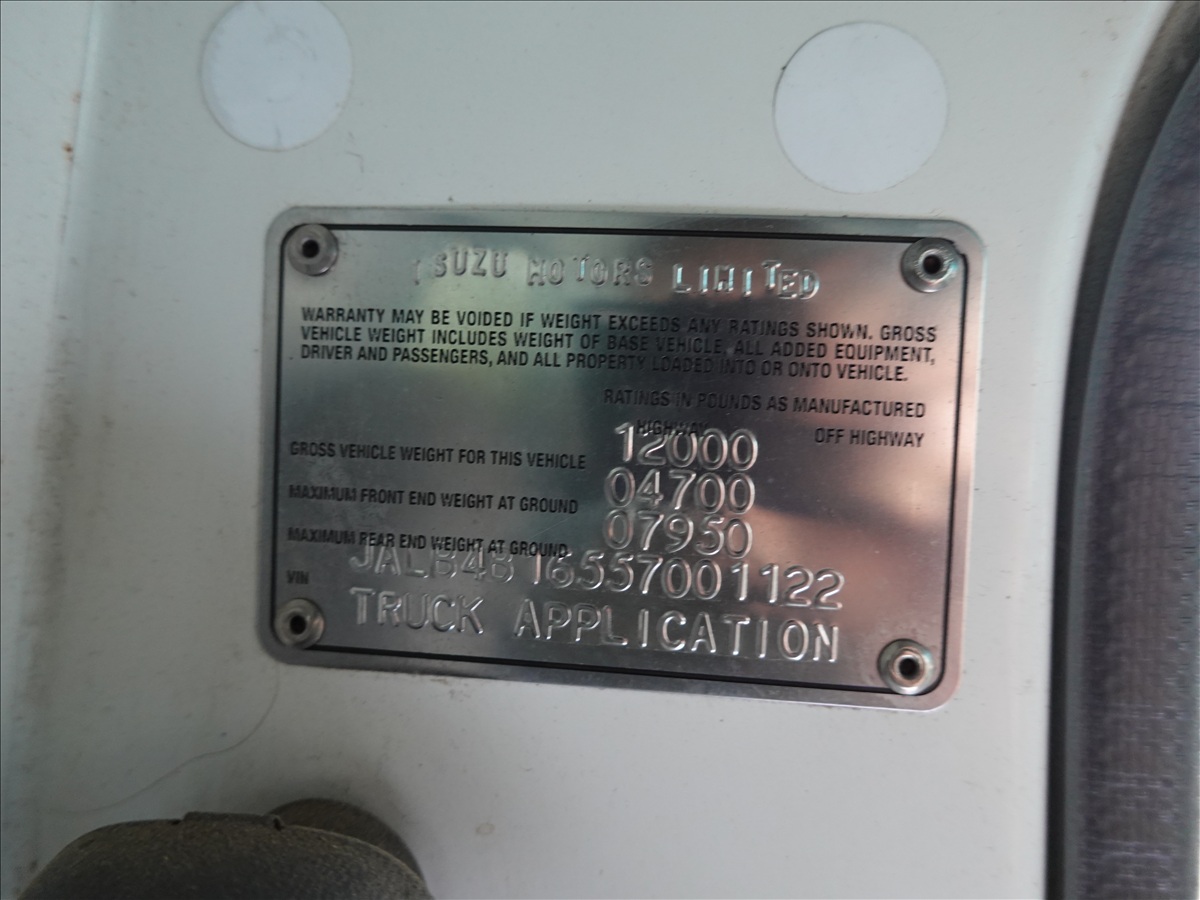 ISUZU MOTORS LIMITED
WARRANTY MAY BE VOIDED IF WEIGHT EXCEEDS ANY RATINGS SHOWN. GROSS
VEHICLE WEIGHT INCLUDES WEIGHT OF BASE VEHICLE, ALL ADDED EQUIPMENT,
DRIVER AND PASSENGERS, AND ALL PROPERTY LOADED INTO OR ONTO VEHICLE.
RATINGS IN POUNDS AS MANUFACTURED
HIGHWAY OFF HIGHWAY
GROSS VEHICLE WEIGHT FOR THIS VEHICLE 12000
MAXIMUM FRONT END WEIGHT AT GROUND 04700
MAXIMUM REAR END WEIGHT AT GROUND 07950
VIN JALB4B16557001122
TRUCK APPLICATION